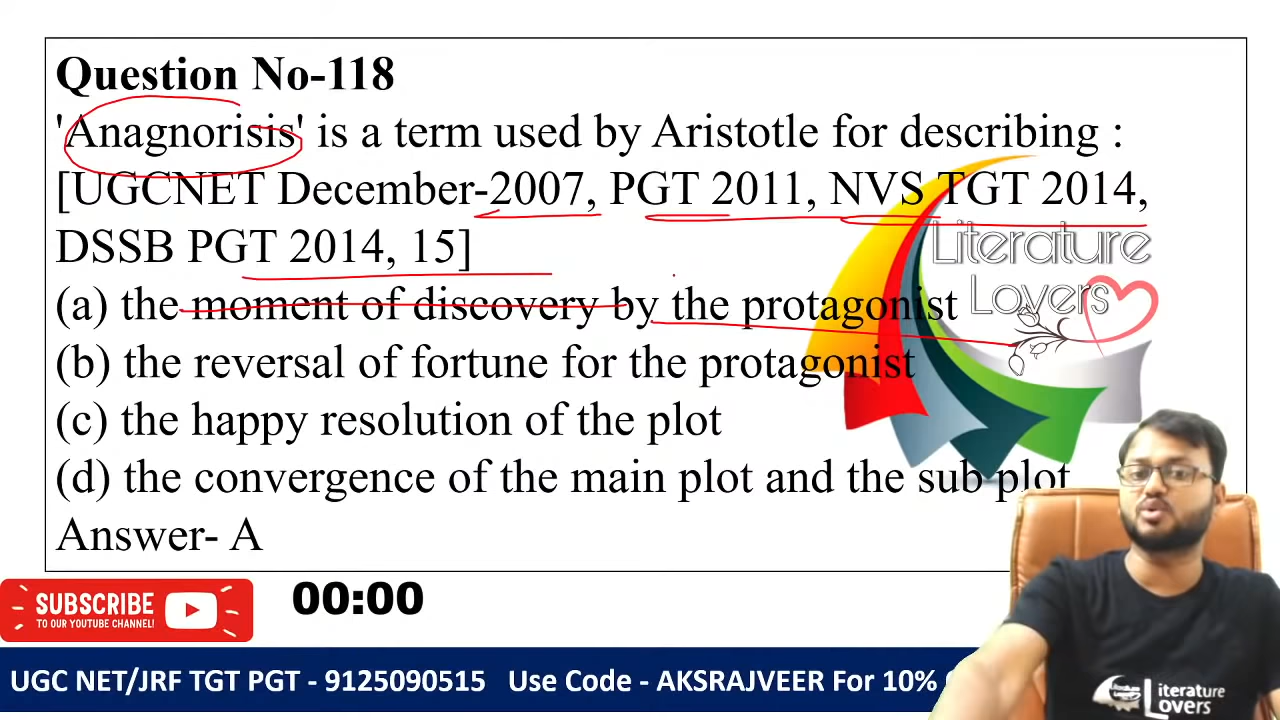 Question No-118
'Anagnorisis' is a term used by Aristotle for describing :
[UGCNET December-2007, PGT 2011, NVS TGT 2014,
DSSB PGT 2014, 15]
Literature
Lovers
(a) the moment of discovery by the protagonist
(b) the reversal of fortune for the protagonist
(c) the happy resolution of the plot
(d) the convergence of the main plot and the sub plot
Answer- A
SUBSCRIBE
TO OUR YOUTUBE CHANNEL!
00:00
UGC NET/JRF TGT PGT - 9125090515 Use Code - AKSRAJVEER For 10%
Literature
Lovers